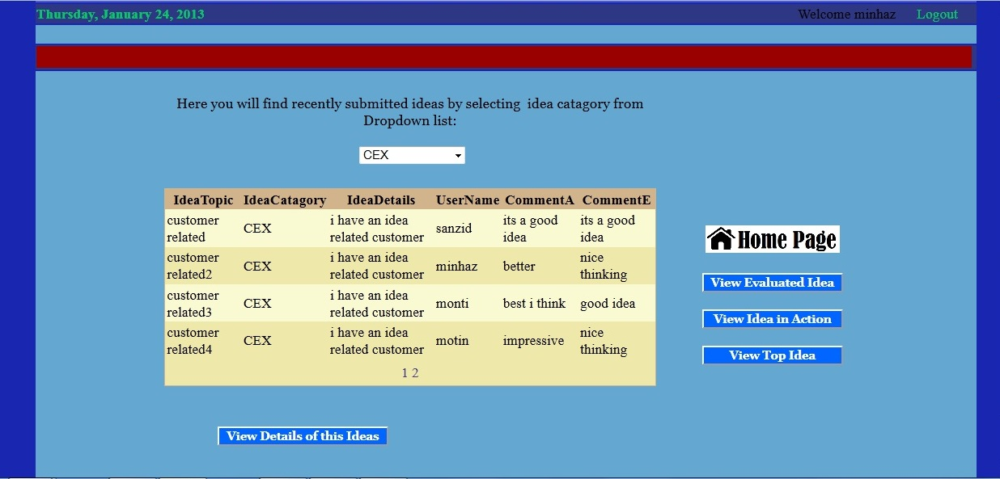 Thursday, January 24, 2013 Welcome minhaz Logout
Here you will find recently submitted ideas by selecting idea catagory from
Dropdown list:
CEX
IdeaTopic IdeaCatagory IdeaDetails UserName CommentA CommentE
customer related CEX i have an idea related customer sanzid its a good idea its a good idea
customer related2 CEX i have an idea related customer minhaz better nice thinking
customer related3 CEX i have an idea related customer monti best i think good idea
customer related4 CEX i have an idea related customer motin impressive nice thinking
1 2
Home Page
View Evaluated Idea
View Idea in Action
View Top Idea
View Details of this Ideas